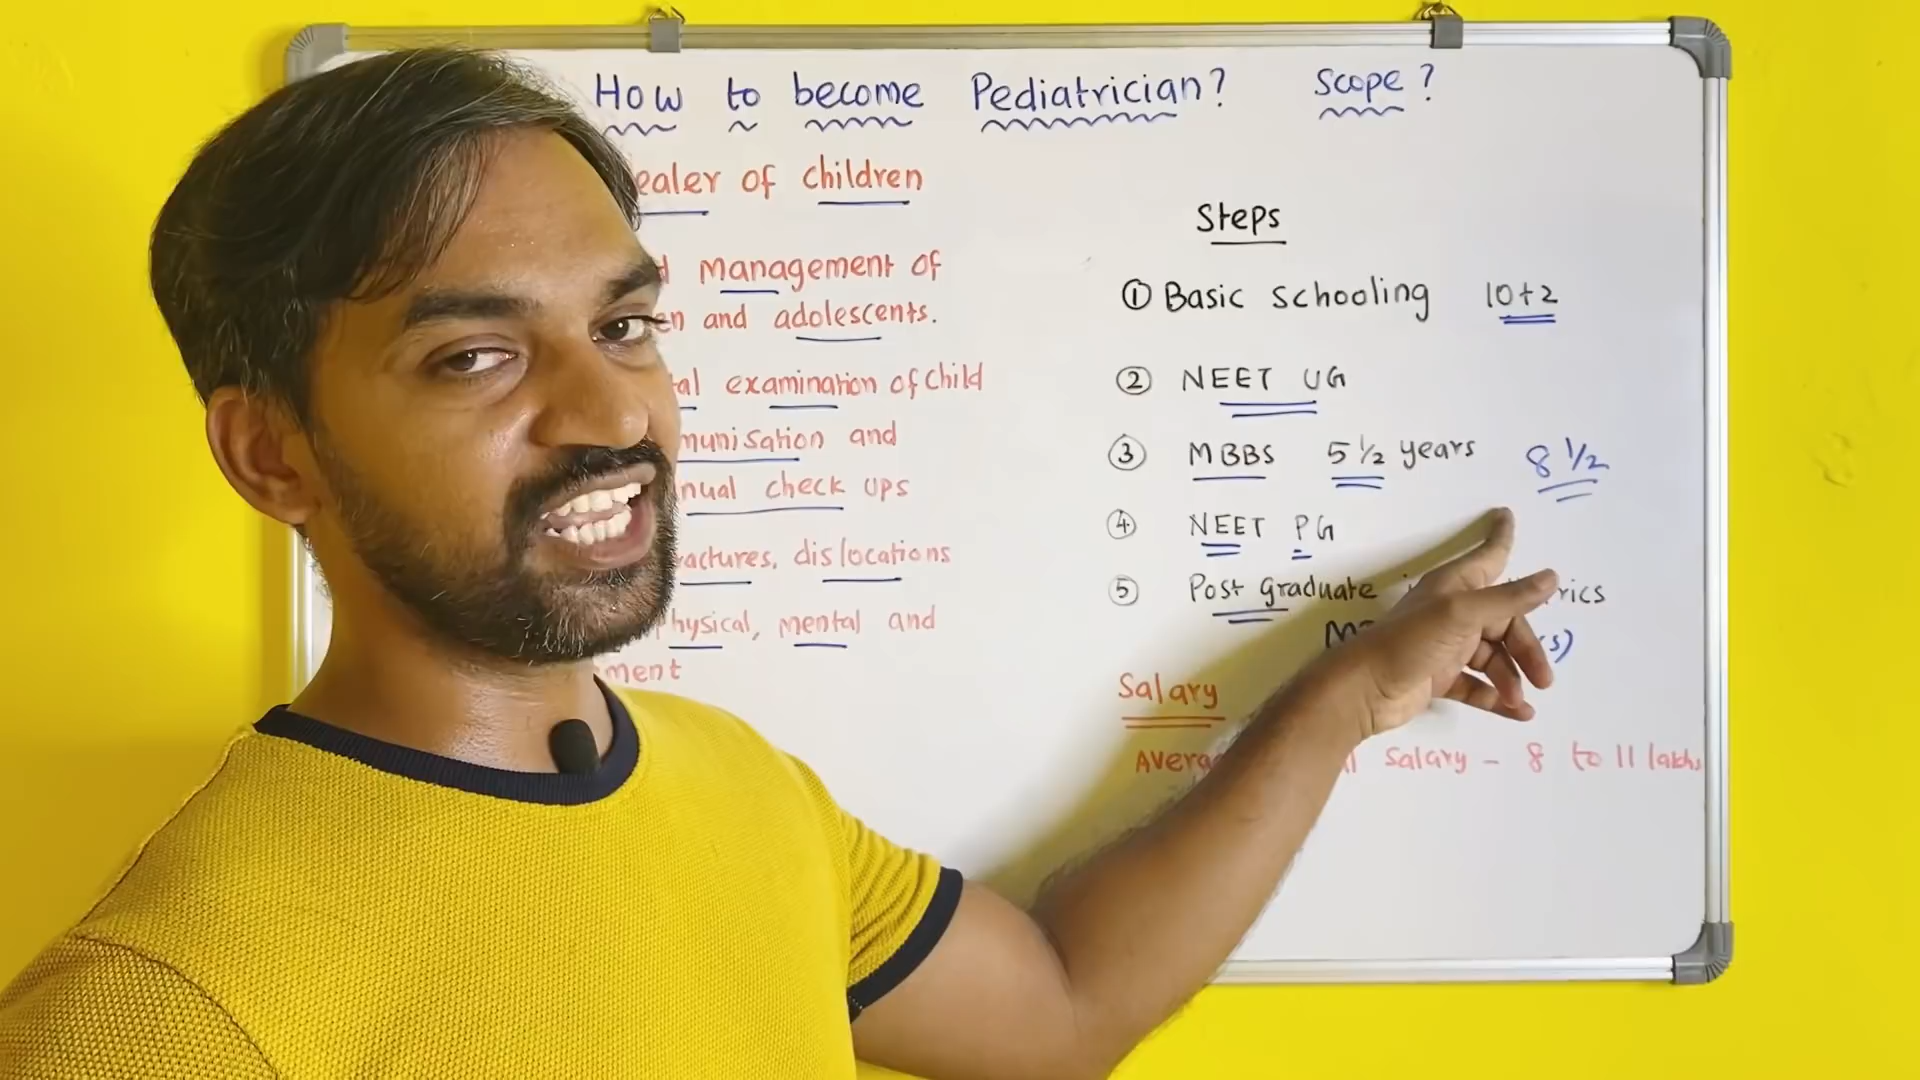 How to become Pediatrician? Scope?
ealer of children
management of
en and adolescents.
al examination of child
munisation and
nual check ups
actures, dislocations
hysical, mental and
ment
Steps
① Basic schooling 10+2
② NEET UG
③ MBBS 5 ½ years 8 ½
④ NEET PG
⑤ Post graduate rics
s)
Salary
Avera l salary - 8 to 11 lakhs